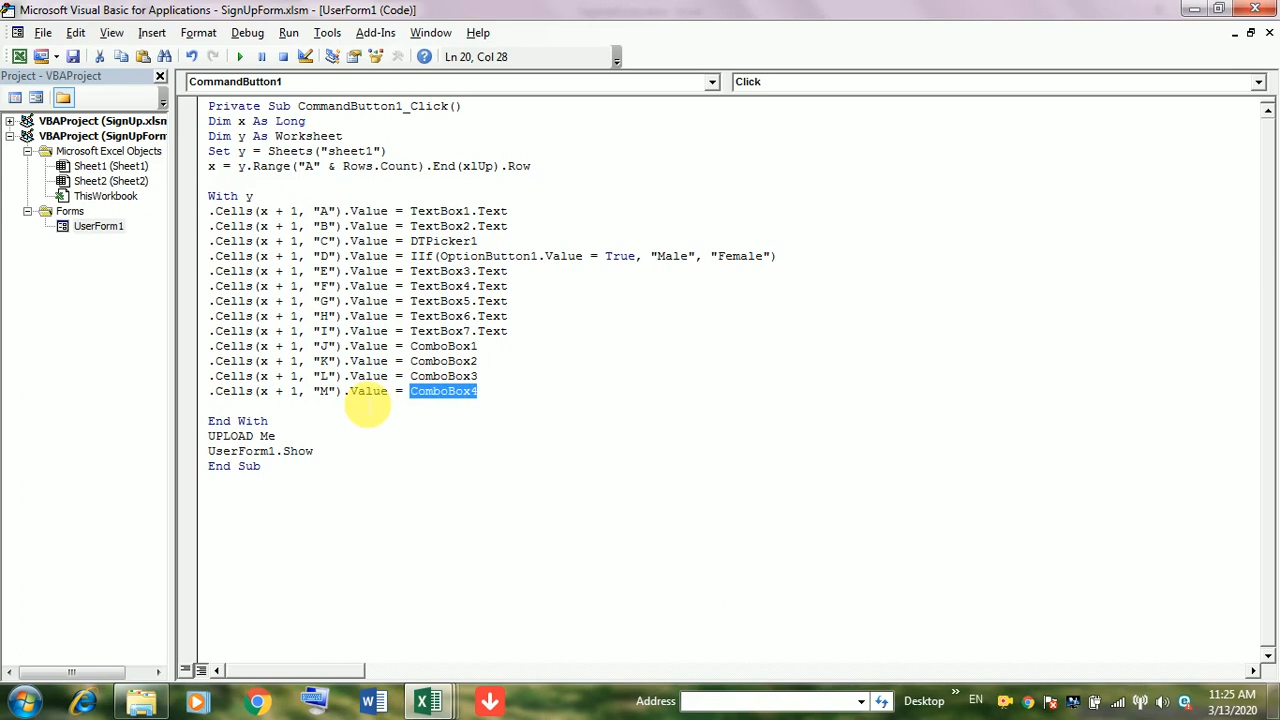 Microsoft Visual Basic for Applications - SignUpForm.xlsm - [UserForm1 (Code)]
File Edit View Insert Format Debug Run Tools Add-Ins Window Help
Ln 20, Col 28
Project - VBAProject
CommandButton1
Click
VBAProject (SignUp.xlsm
VBAProject (SignUpForm
Microsoft Excel Objects
Sheet1 (Sheet1)
Sheet2 (Sheet2)
ThisWorkbook
Forms
UserForm1
Private Sub CommandButton1_Click()
Dim x As Long
Dim y As Worksheet
Set y = Sheets("sheet1")
x = y.Range("A" & Rows.Count).End(xlUp).Row
With y
.Cells(x + 1, "A").Value = TextBox1.Text
.Cells(x + 1, "B").Value = TextBox2.Text
.Cells(x + 1, "C").Value = DTPicker1
.Cells(x + 1, "D").Value = IIf(OptionButton1.Value = True, "Male", "Female")
.Cells(x + 1, "E").Value = TextBox3.Text
.Cells(x + 1, "F").Value = TextBox4.Text
.Cells(x + 1, "G").Value = TextBox5.Text
.Cells(x + 1, "H").Value = TextBox6.Text
.Cells(x + 1, "I").Value = TextBox7.Text
.Cells(x + 1, "J").Value = ComboBox1
.Cells(x + 1, "K").Value = ComboBox2
.Cells(x + 1, "L").Value = ComboBox3
.Cells(x + 1, "M").Value = ComboBox4
End With
UPLOAD Me
UserForm1.Show
End Sub
Address
Desktop
EN
11:25 AM
3/13/2020